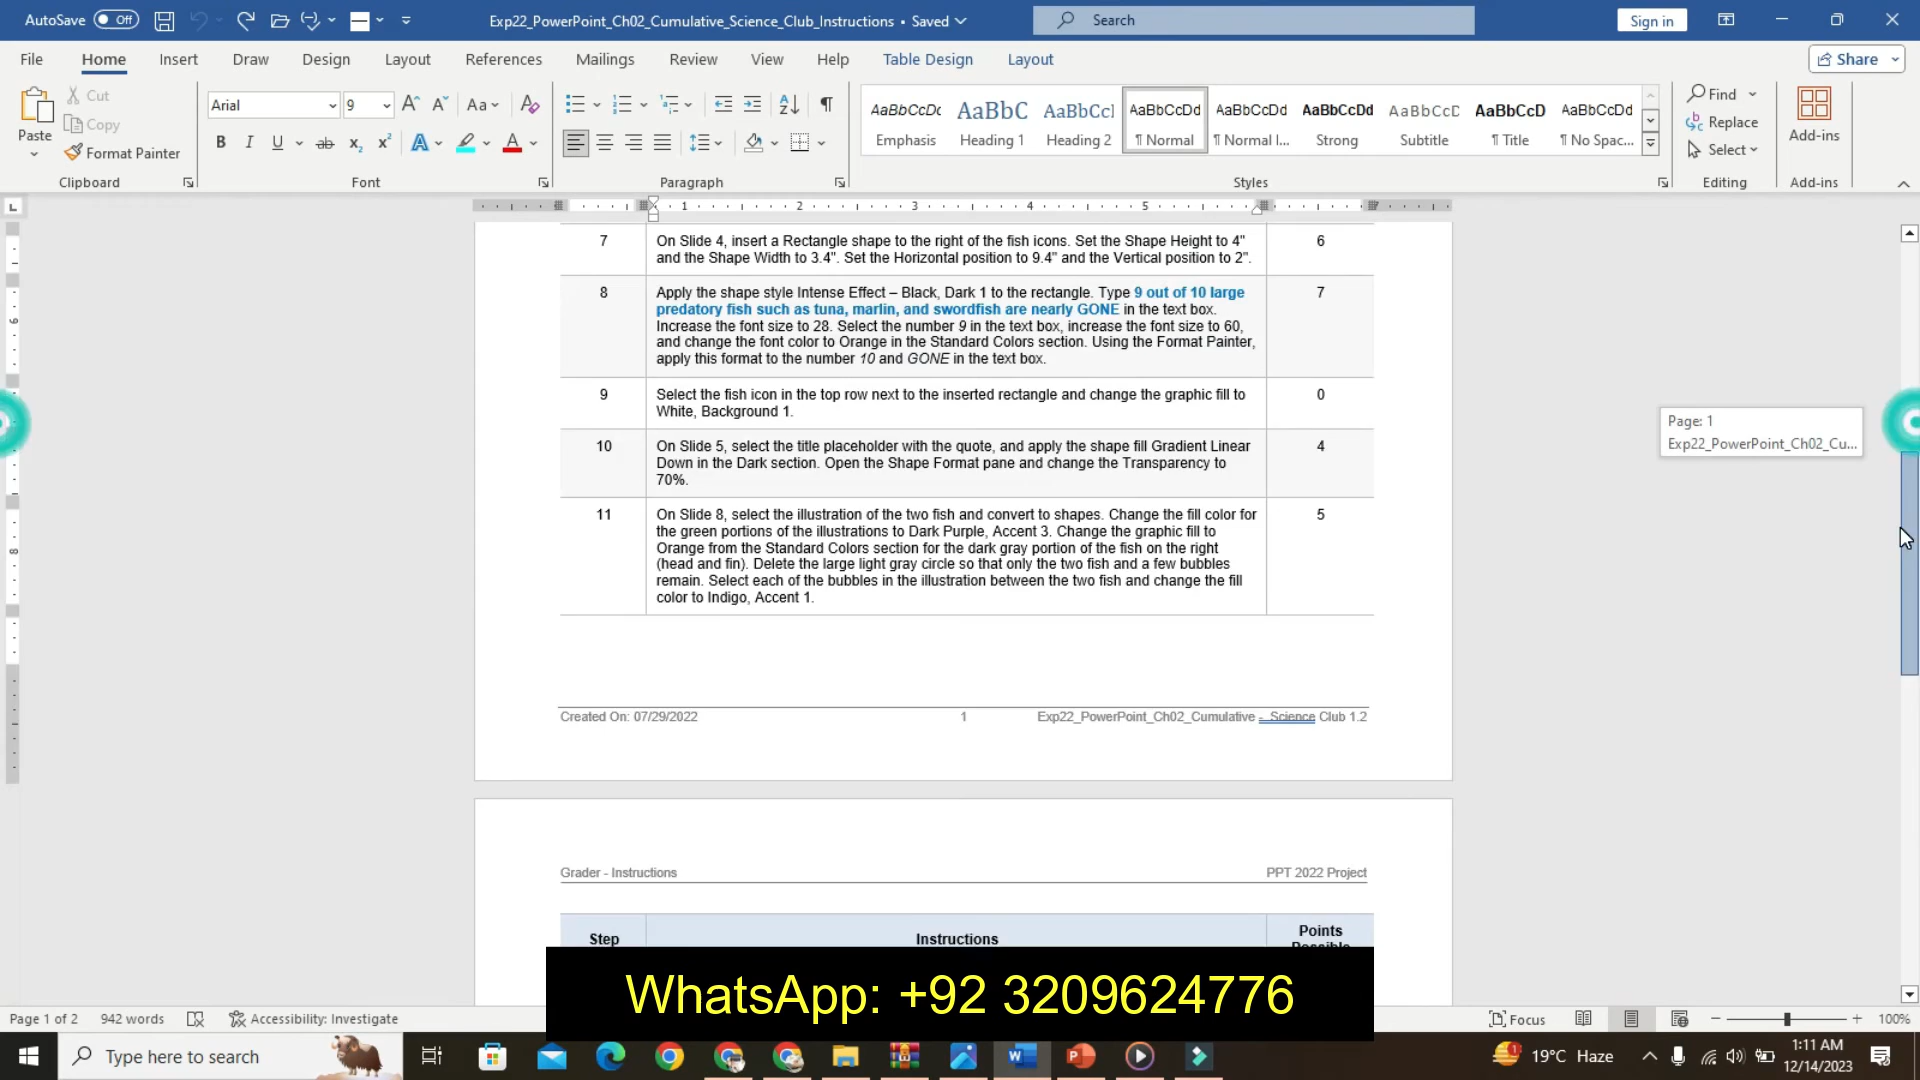 AutoSave Off
Exp22_PowerPoint_Ch02_Cumulative_Science_Club_Instructions • Saved
Search
Sign in
File Home Insert Draw Design Layout References Mailings Review View Help Table Design Layout
Share
Paste
Cut
Copy
Format Painter
Clipboard
Arial 9
Font
Paragraph
AaBbCcDc Emphasis
AaBbC Heading 1
AaBbCcI Heading 2
AaBbCcDd ¶ Normal
AaBbCcDd ¶ Normal I...
AaBbCcDd Strong
AaBbCcD Subtitle
AaBbCcD ¶ Title
AaBbCcDd ¶ No Spac...
Styles
Find
Replace
Select
Editing
Add-ins
Add-ins
1 2 3 4 5
7 On Slide 4, insert a Rectangle shape to the right of the fish icons. Set the Shape Height to 4" 6
and the Shape Width to 3.4". Set the Horizontal position to 9.4" and the Vertical position to 2".
8 Apply the shape style Intense Effect – Black, Dark 1 to the rectangle. Type 9 out of 10 large 7
predatory fish such as tuna, marlin, and swordfish are nearly GONE in the text box.
Increase the font size to 28. Select the number 9 in the text box, increase the font size to 60,
and change the font color to Orange in the Standard Colors section. Using the Format Painter,
apply this format to the number 10 and GONE in the text box.
9 Select the fish icon in the top row next to the inserted rectangle and change the graphic fill to 0
White, Background 1.
10 On Slide 5, select the title placeholder with the quote, and apply the shape fill Gradient Linear 4
Down in the Dark section. Open the Shape Format pane and change the Transparency to
70%.
11 On Slide 8, select the illustration of the two fish and convert to shapes. Change the fill color for 5
the green portions of the illustrations to Dark Purple, Accent 3. Change the graphic fill to
Orange from the Standard Colors section for the dark gray portion of the fish on the right
(head and fin). Delete the large light gray circle so that only the two fish and a few bubbles
remain. Select each of the bubbles in the illustration between the two fish and change the fill
color to Indigo, Accent 1.
Page: 1
Exp22_PowerPoint_Ch02_Cu...
Created On: 07/29/2022 1 Exp22_PowerPoint_Ch02_Cumulative - Science Club 1.2
Grader - Instructions PPT 2022 Project
Step Instructions Points
Possible
WhatsApp: +92 3209624776
Page 1 of 2 942 words Accessibility: Investigate
Focus
100%
Type here to search
19°C Haze
1:11 AM
12/14/2023